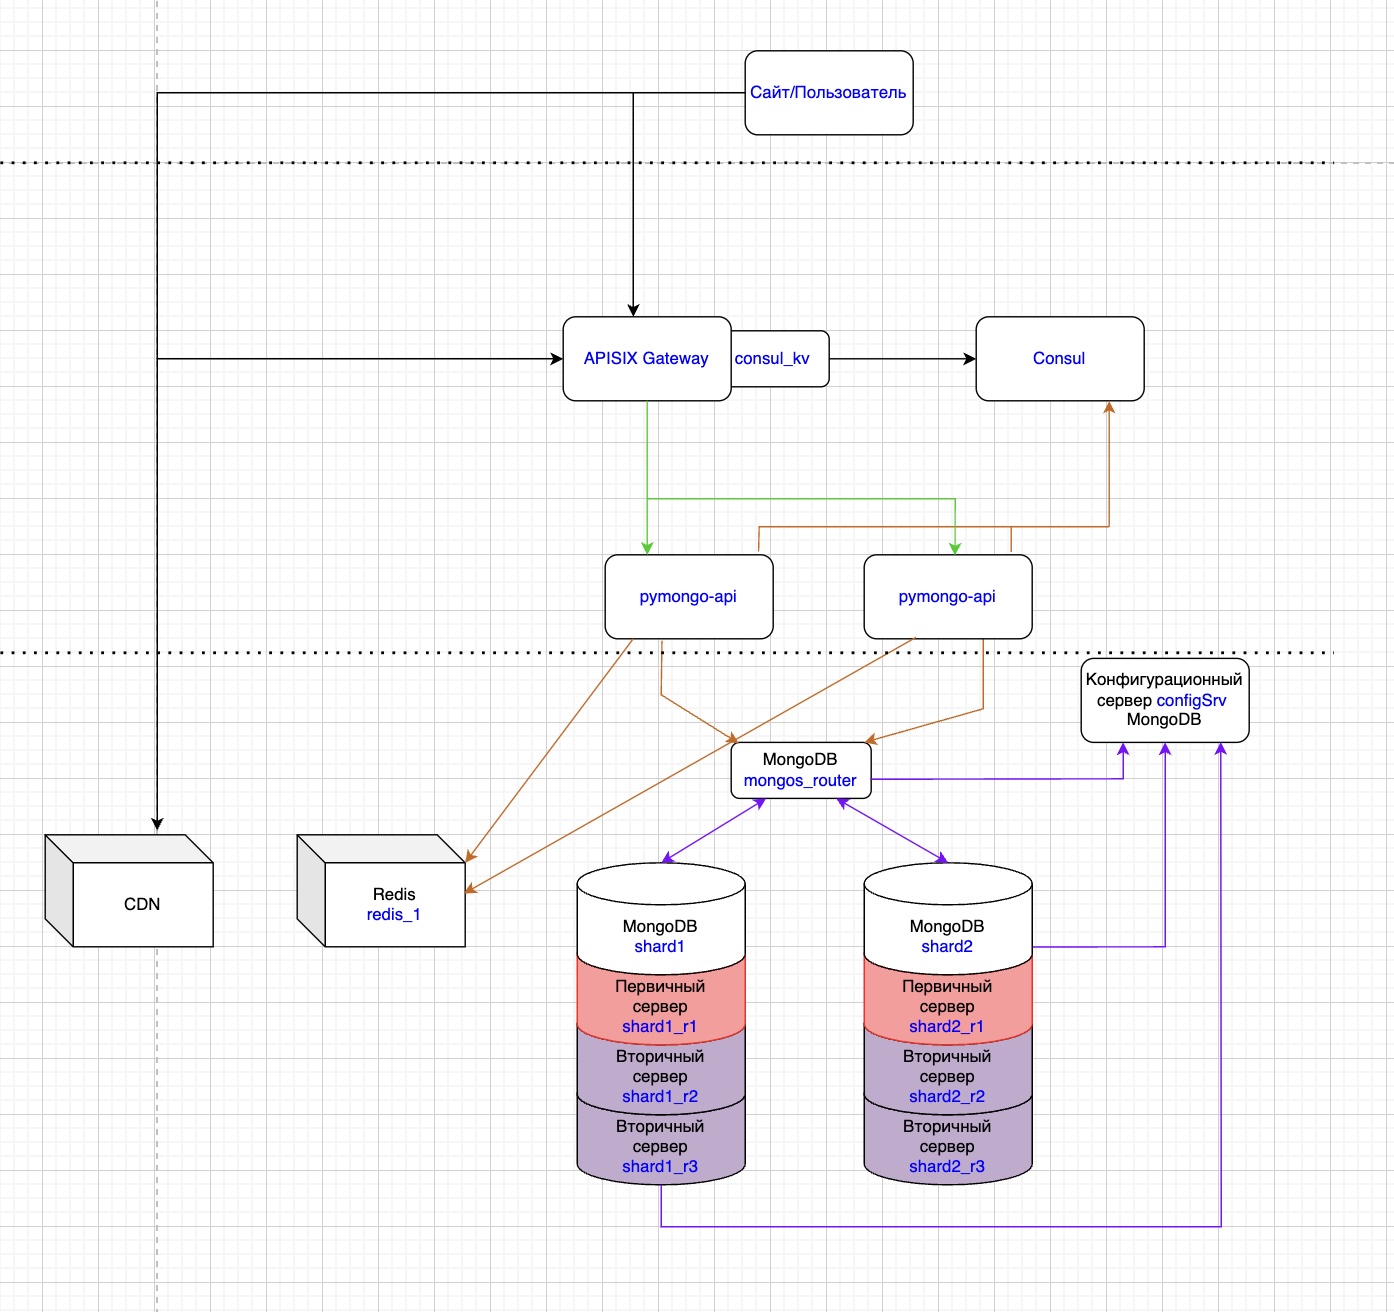 Сайт/Пользователь
APISIX Gateway
consul_kv
Consul
pymongo-api
pymongo-api
Конфигурационный
сервер configSrv
MongoDB
MongoDB
mongos_router
CDN
Redis
redis_1
MongoDB
shard1
Первичный
сервер
shard1_r1
Вторичный
сервер
shard1_r2
Вторичный
сервер
shard1_r3
MongoDB
shard2
Первичный
сервер
shard2_r1
Вторичный
сервер
shard2_r2
Вторичный
сервер
shard2_r3